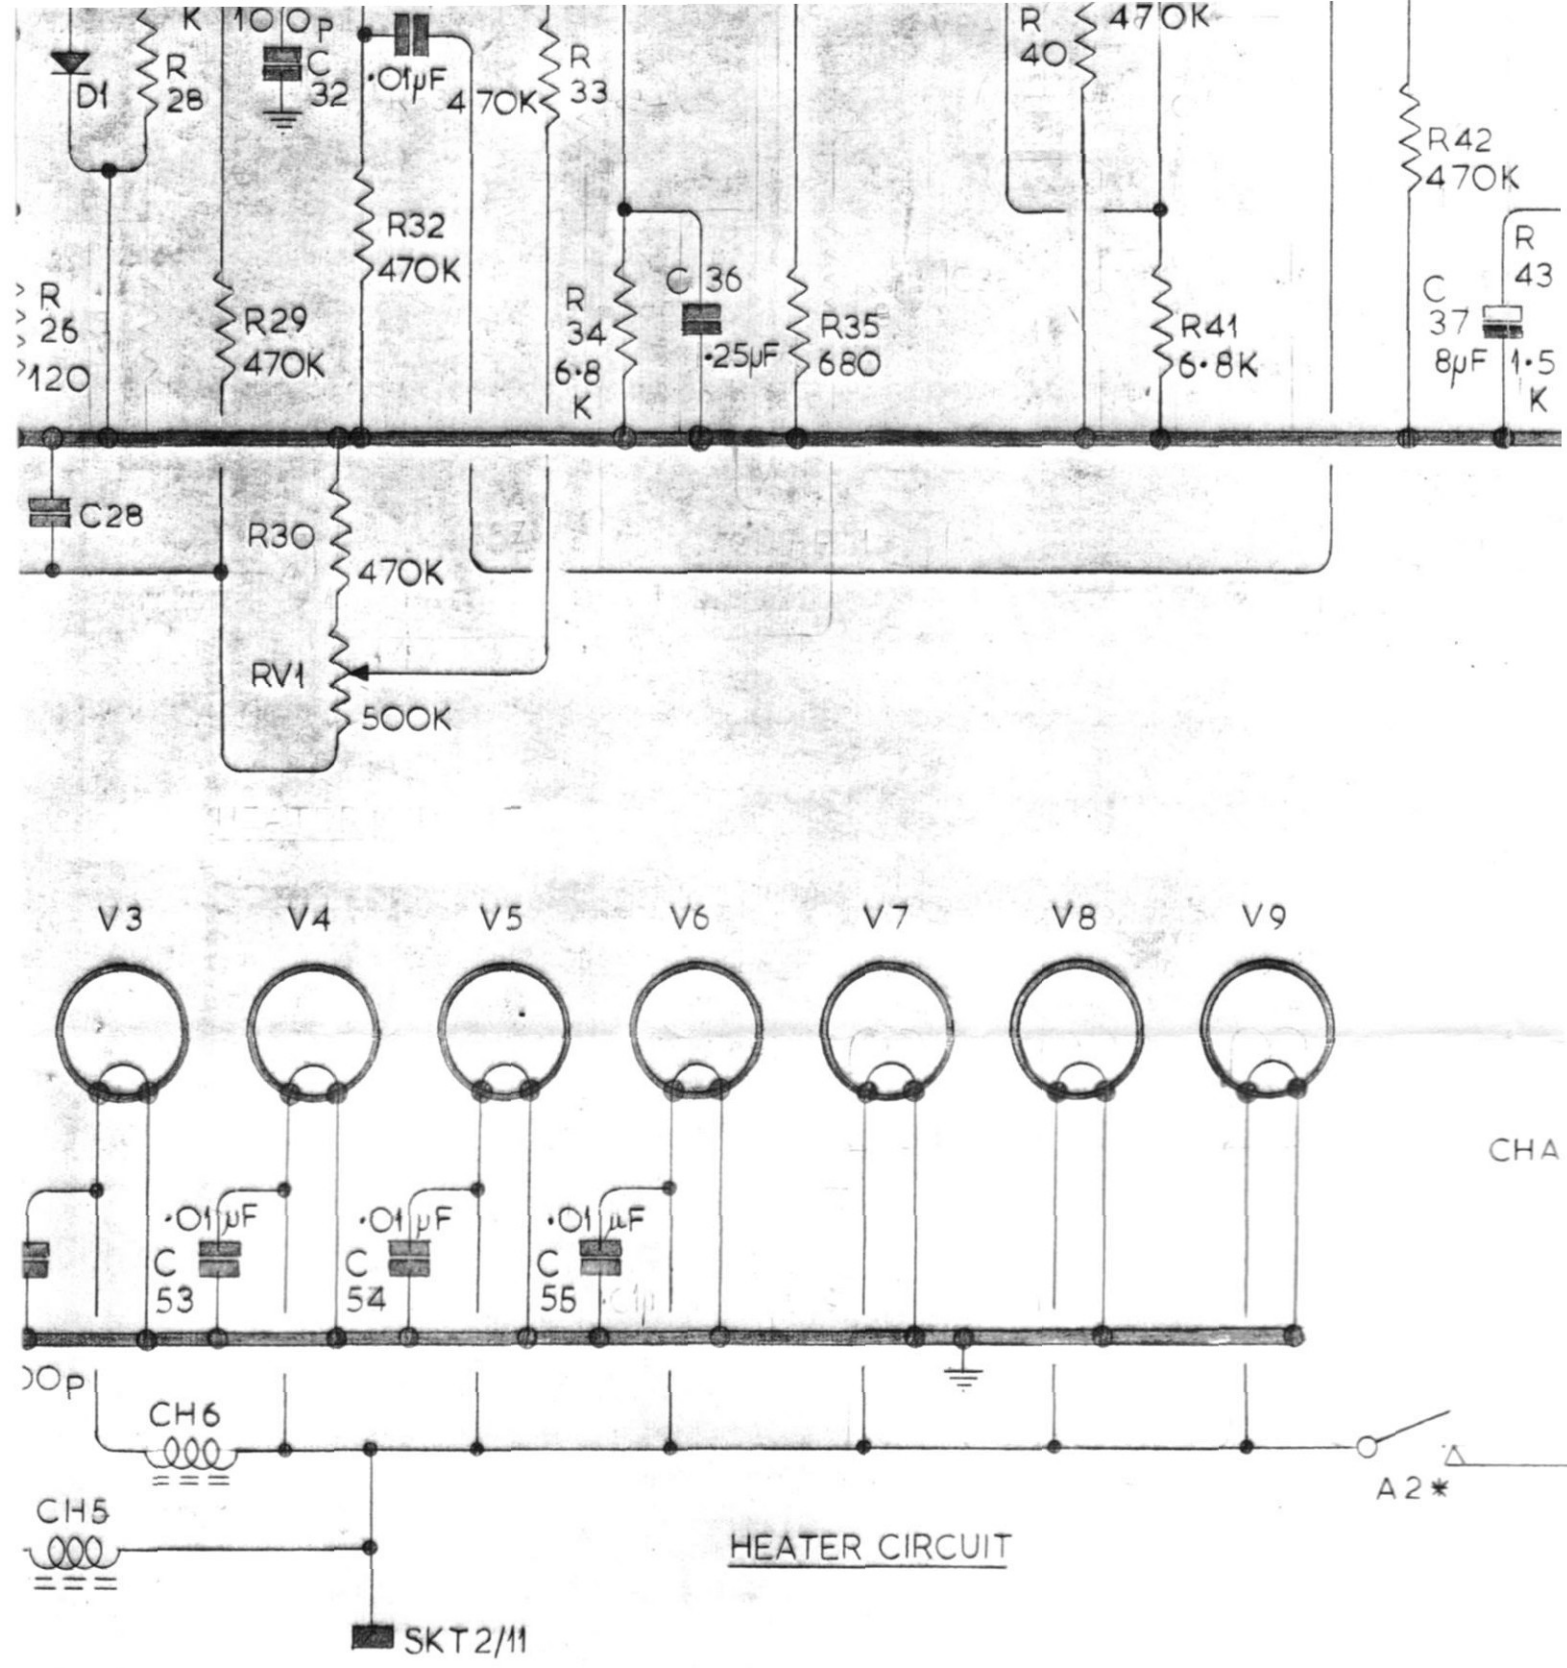 K
100p
R
470K
D1
R
28
C
32
.01µF
470K
R
33
40
R42
470K
R32
470K
R
43
C 36
C
37
R
26
120
R29
470K
R
34
6.8
K
.25µF
R35
680
R41
6.8K
8µF
1.5
K
C28
R30
470K
RV1
500K
V3
V4
V5
V6
V7
V8
V9
CHA
.01µF
.01µF
.01µF
C
53
C
54
C
55
00p
CH6
A2*
CH5
HEATER CIRCUIT
SKT2/11